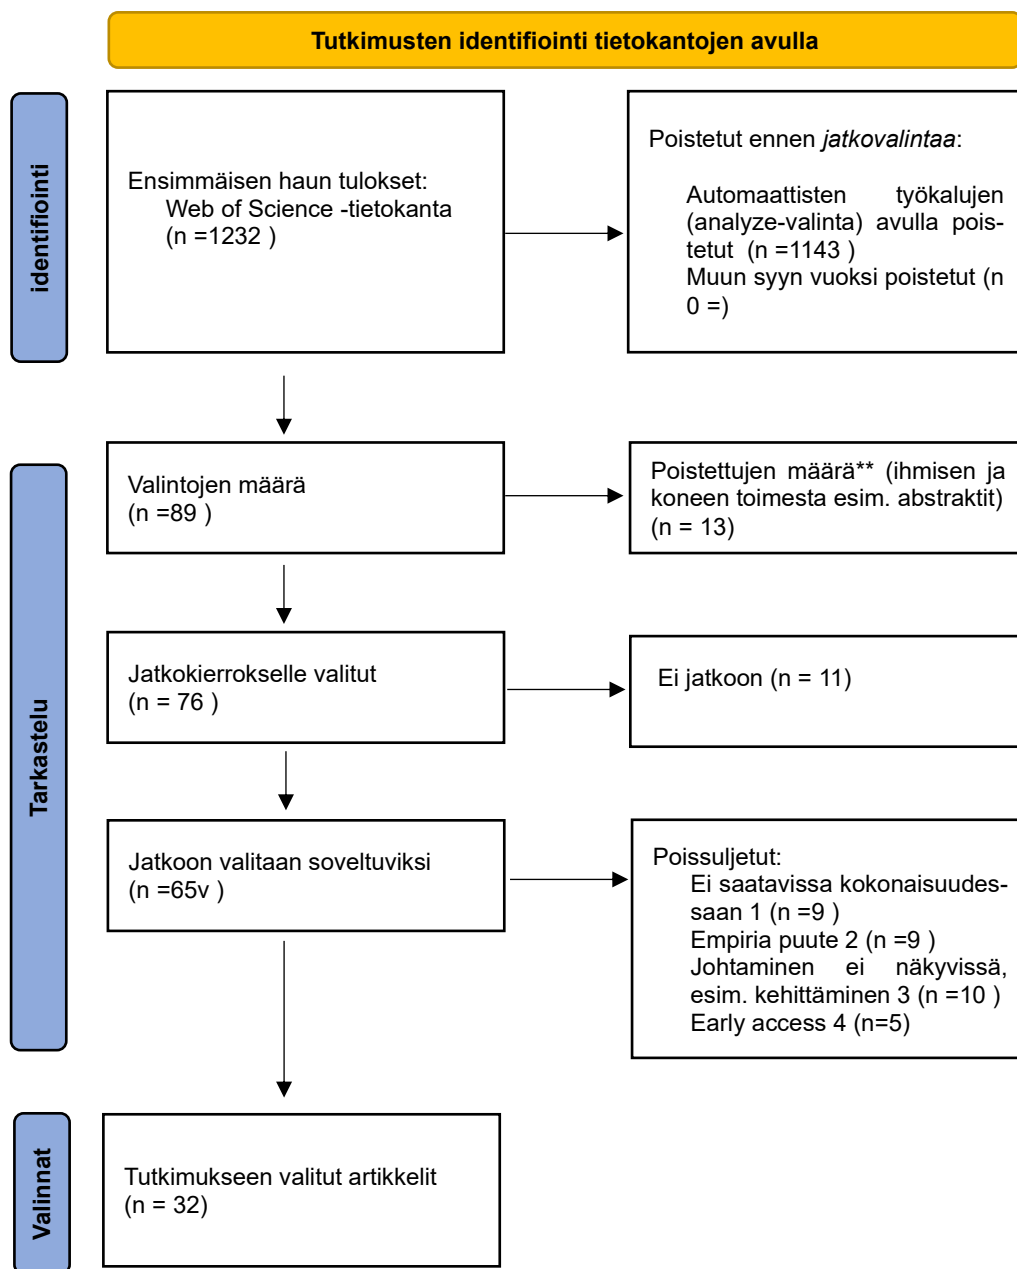 Tutkimusten identifiointi tietokantojen avulla
identifiointi
Ensimmäisen haun tulokset:
Web of Science -tietokanta
(n =1232 )
Poistetut ennen jatkovalintaa:
Automaattisten työkalujen
(analyze-valinta) avulla pois-
tetut (n =1143 )
Muun syyn vuoksi poistetut (n
0 =)
Tarkastelu
Valintojen määrä
(n =89 )
Poistettujen määrä** (ihmisen ja
koneen toimesta esim. abstraktit)
(n = 13)
Jatkokierrokselle valitut
(n = 76 )
Ei jatkoon (n = 11)
Jatkoon valitaan soveltuviksi
(n =65v )
Poissuljetut:
Ei saatavissa kokonaisuudes-
saan 1 (n =9 )
Empiria puute 2 (n =9 )
Johtaminen ei näkyvissä,
esim. kehittäminen 3 (n =10 )
Early access 4 (n=5)
Valinnat
Tutkimukseen valitut artikkelit
(n = 32)